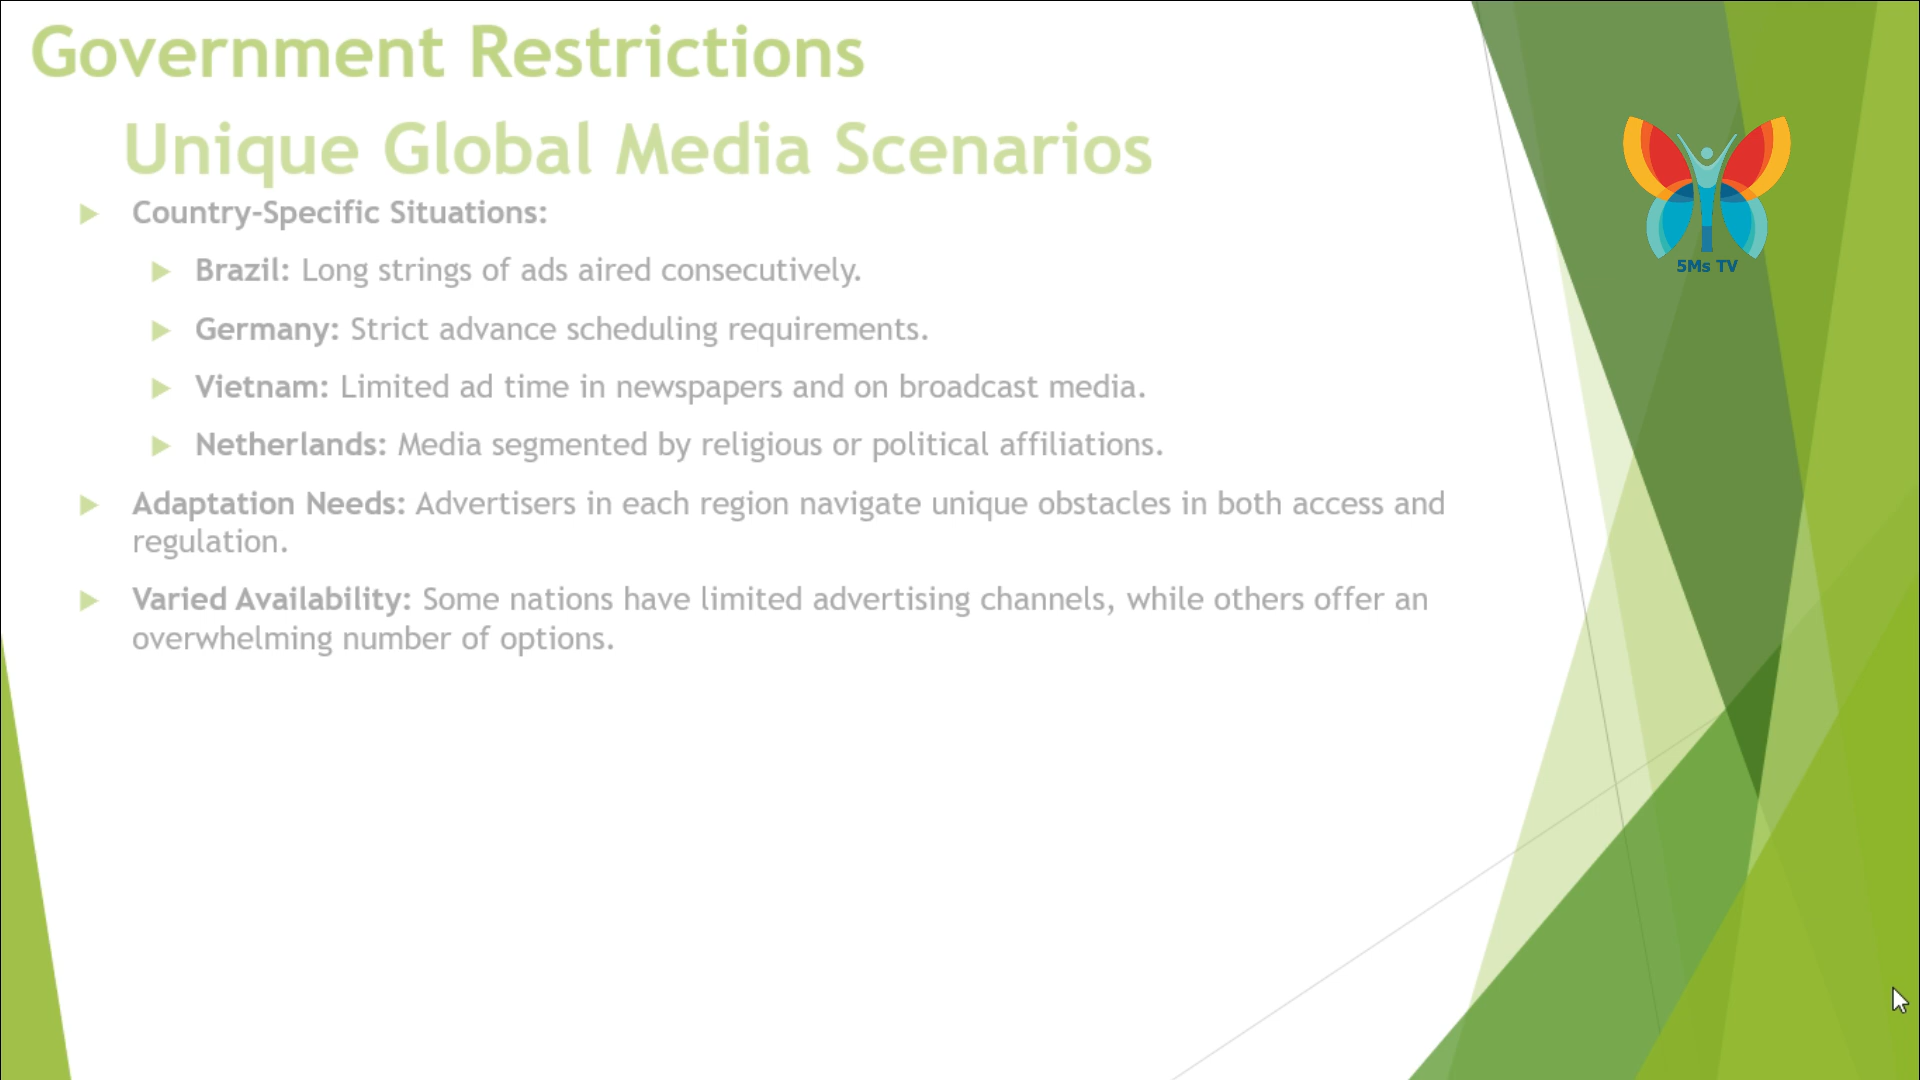 Government Restrictions
Unique Global Media Scenarios
Country-Specific Situations:
Brazil: Long strings of ads aired consecutively.
Germany: Strict advance scheduling requirements.
Vietnam: Limited ad time in newspapers and on broadcast media.
Netherlands: Media segmented by religious or political affiliations.
Adaptation Needs: Advertisers in each region navigate unique obstacles in both access and
regulation.
Varied Availability: Some nations have limited advertising channels, while others offer an
overwhelming number of options.
5Ms TV